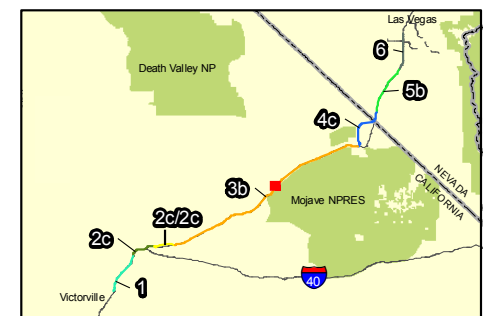 Las Vegas
6
Death Valley NP
5b
4c
NEVADA
CALIFORNIA
3b
Mojave NPRES
2c/2c
2c
40
1
Victorville